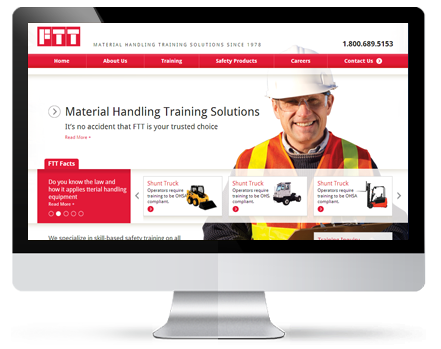 FTT
MATERIAL HANDLING TRAINING SOLUTIONS SINCE 1978
1.800.689.5153
Home About Us Training Safety Products Careers Contact Us
Material Handling Training Solutions
It's no accident that FTT is your trusted choice
Read More
FTT Facts
Do you know the law and
how it applies tterial handling
equipment
Read More
Shunt Truck
Operators require
training to be OHSA
compliant.
Shunt Truck
Operators require
training to be OHSA
compliant.
Shunt Truck
Operators require
training to be OHSA
compliant.
We specialize in skill-based safety training on all
Training Inquiry